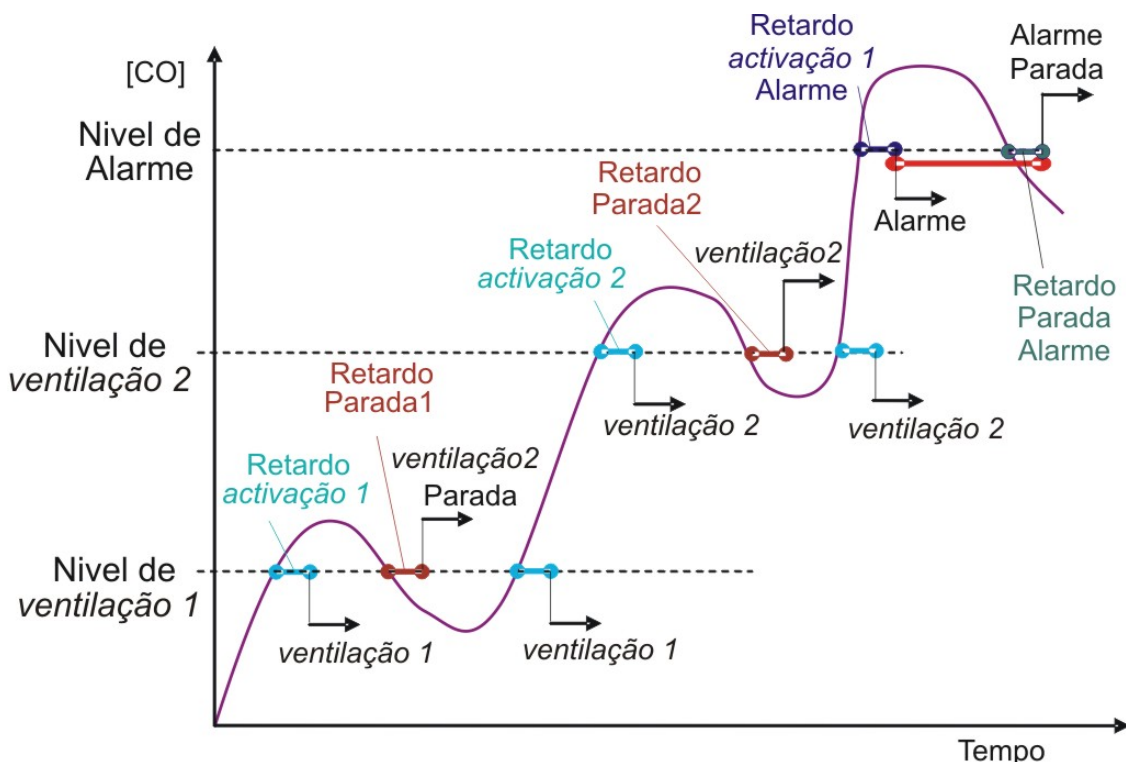 [CO]
Nivel de
Alarme
Retardo
activação 1
Alarme
Alarme
Parada
Retardo
Parada2
Alarme
ventilação2
Retardo
activação 2
Retardo
Parada
Alarme
Nivel de
ventilação 2
Retardo
Parada1
ventilação 2
ventilação 2
ventilação2
Parada
Retardo
activação 1
Nivel de
ventilação 1
ventilação 1
ventilação 1
Tempo